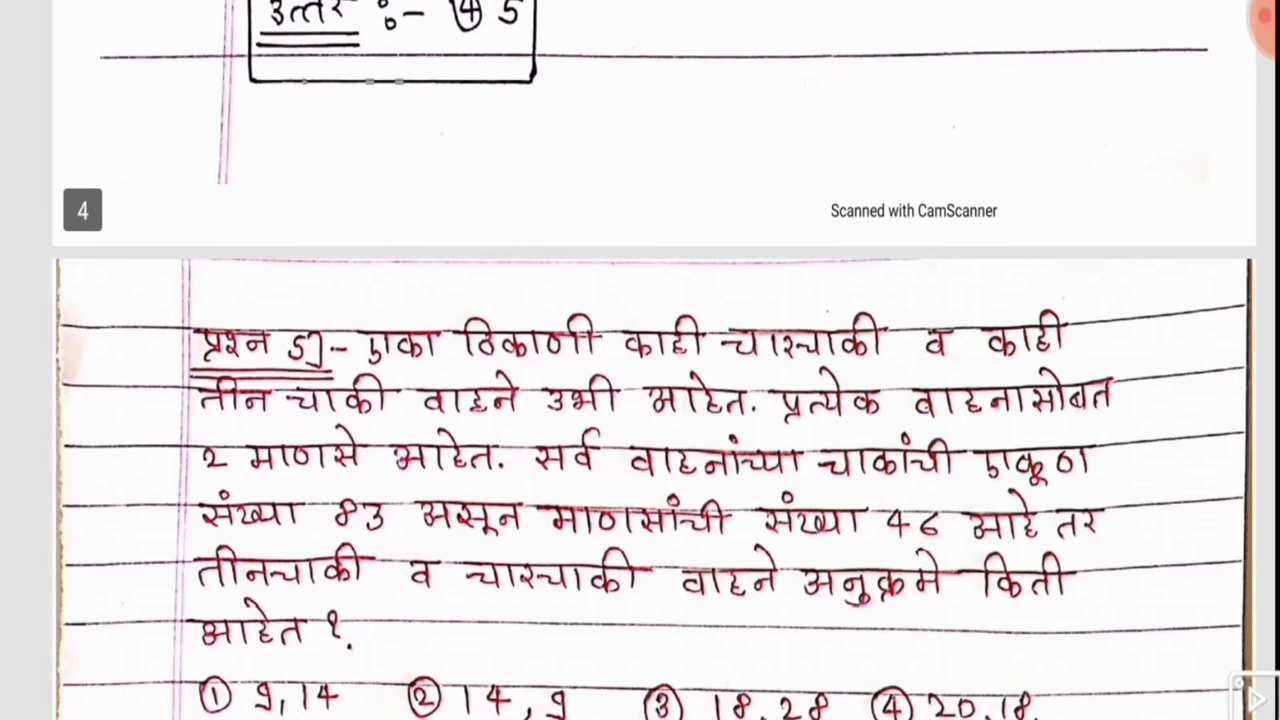 उत्तर :- ④ 5
4
Scanned with CamScanner
प्रश्न 5] - एका ठिकाणी काही चारचाकी व काही
तीन चाकी वाहने उभी आहेत. प्रत्येक वाहनासोबत
2 माणसे आहेत. सर्व वाहनांच्या चाकांची एकूण
संख्या 83 असून माणसांची संख्या 46 आहे तर
तीनचाकी व चारचाकी वाहने अनुक्रमे किती
आहेत ?.
① 9,14 ② 14,9 ③ 18,28 ④ 20,18.